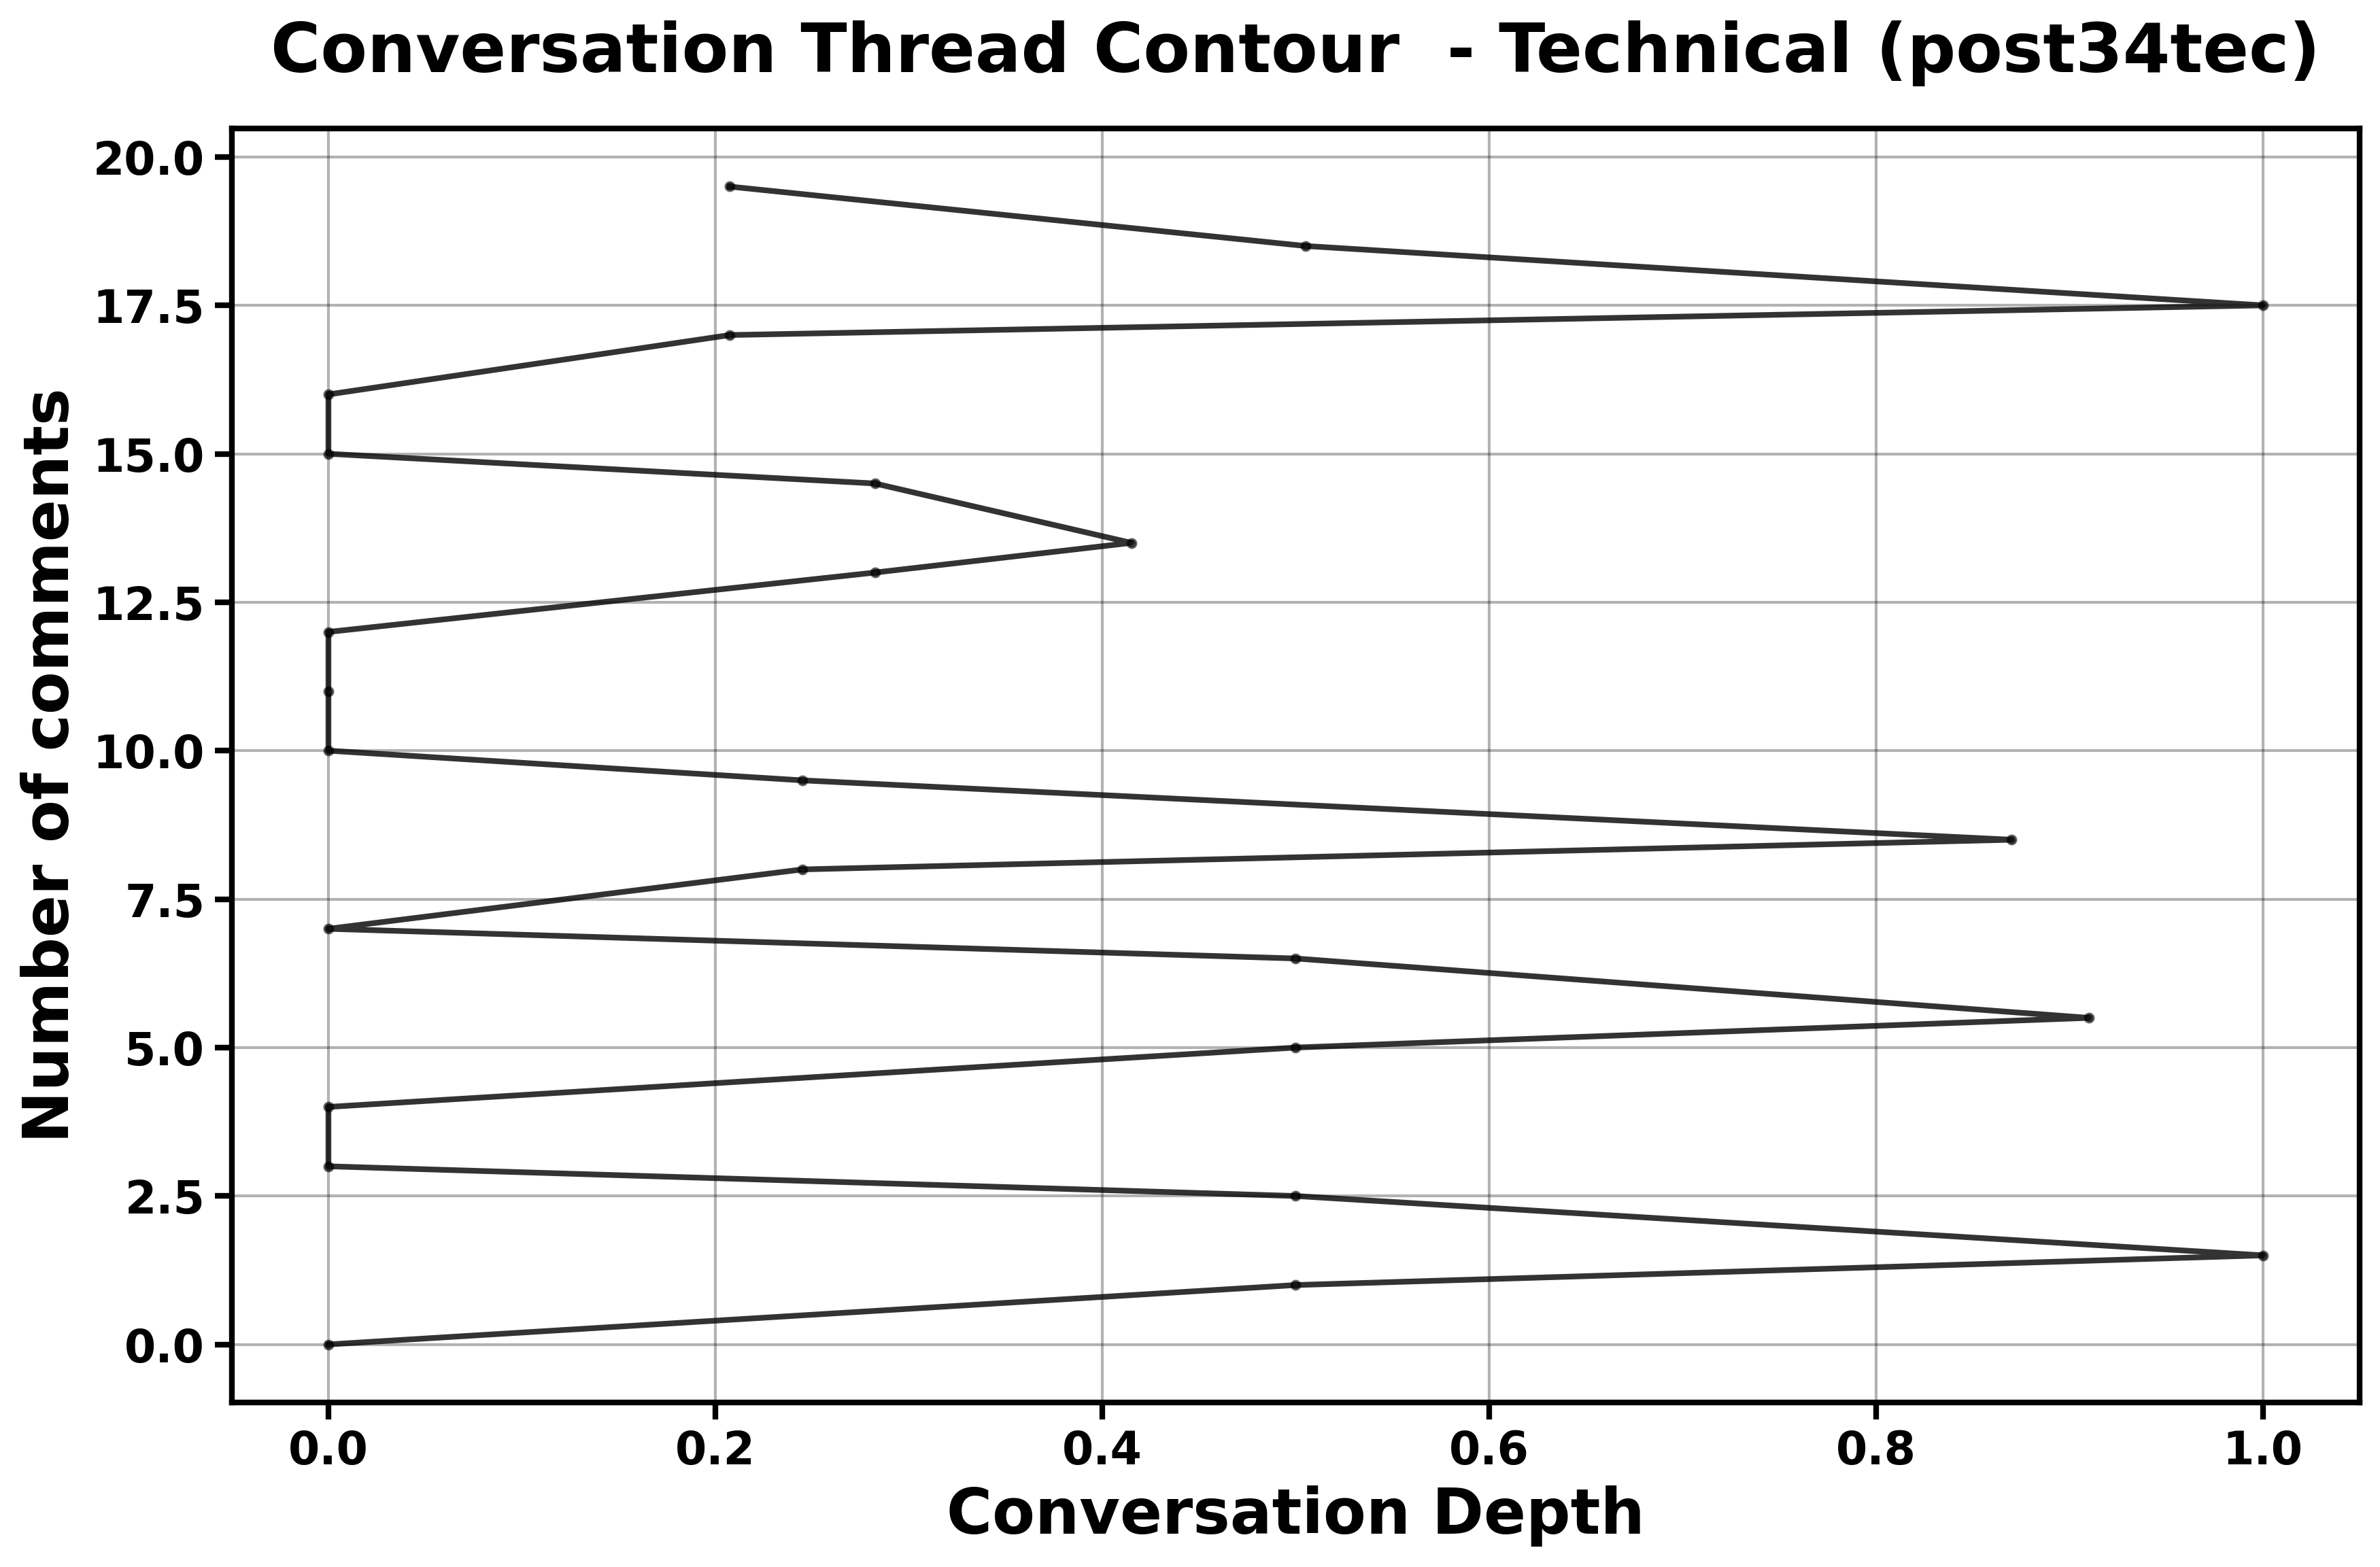 Conversation Thread Contour  - Technical (post34tec)
Number of comments
20.0
17.5
15.0
12.5
10.0
7.5
5.0
2.5
0.0
0.0 0.2 0.4 0.6 0.8 1.0
Conversation Depth